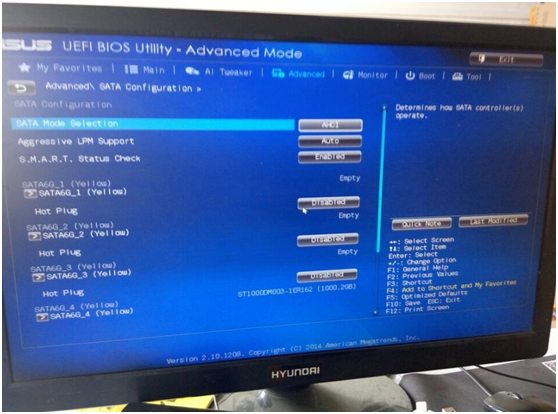 ASUS UEFI BIOS Utility - Advanced Mode
Exit
My Favorites | Main | Ai Tweaker | Advanced | Monitor | Boot | Tool
Advanced\ SATA Configuration >
SATA Configuration
SATA Mode Selection AHCI
Aggressive LPM Support Auto
S.M.A.R.T. Status Check Enabled
SATA6G_1 (Yellow) Empty
SATA6G_1 (Yellow)
Hot Plug Disabled
SATA6G_2 (Yellow) Empty
SATA6G_2 (Yellow)
Hot Plug Disabled
SATA6G_3 (Yellow) Empty
SATA6G_3 (Yellow)
Hot Plug Disabled
SATA6G_4 (Yellow) ST1000DM003-1ER162 (1000.2GB)
SATA6G_4 (Yellow)
Determines how SATA controller(s)
operate.
Quick Note Last Modified
→←: Select Screen
↑↓: Select Item
Enter: Select
+/-: Change Option
F1: General Help
F2: Previous Values
F3: Shortcut
F4: Add to Shortcut and My Favorites
F5: Optimized Defaults
F10: Save ESC: Exit
F12: Print Screen
Version 2.10.1208. Copyright (C) 2014 American Megatrends, Inc.
HYUNDAI